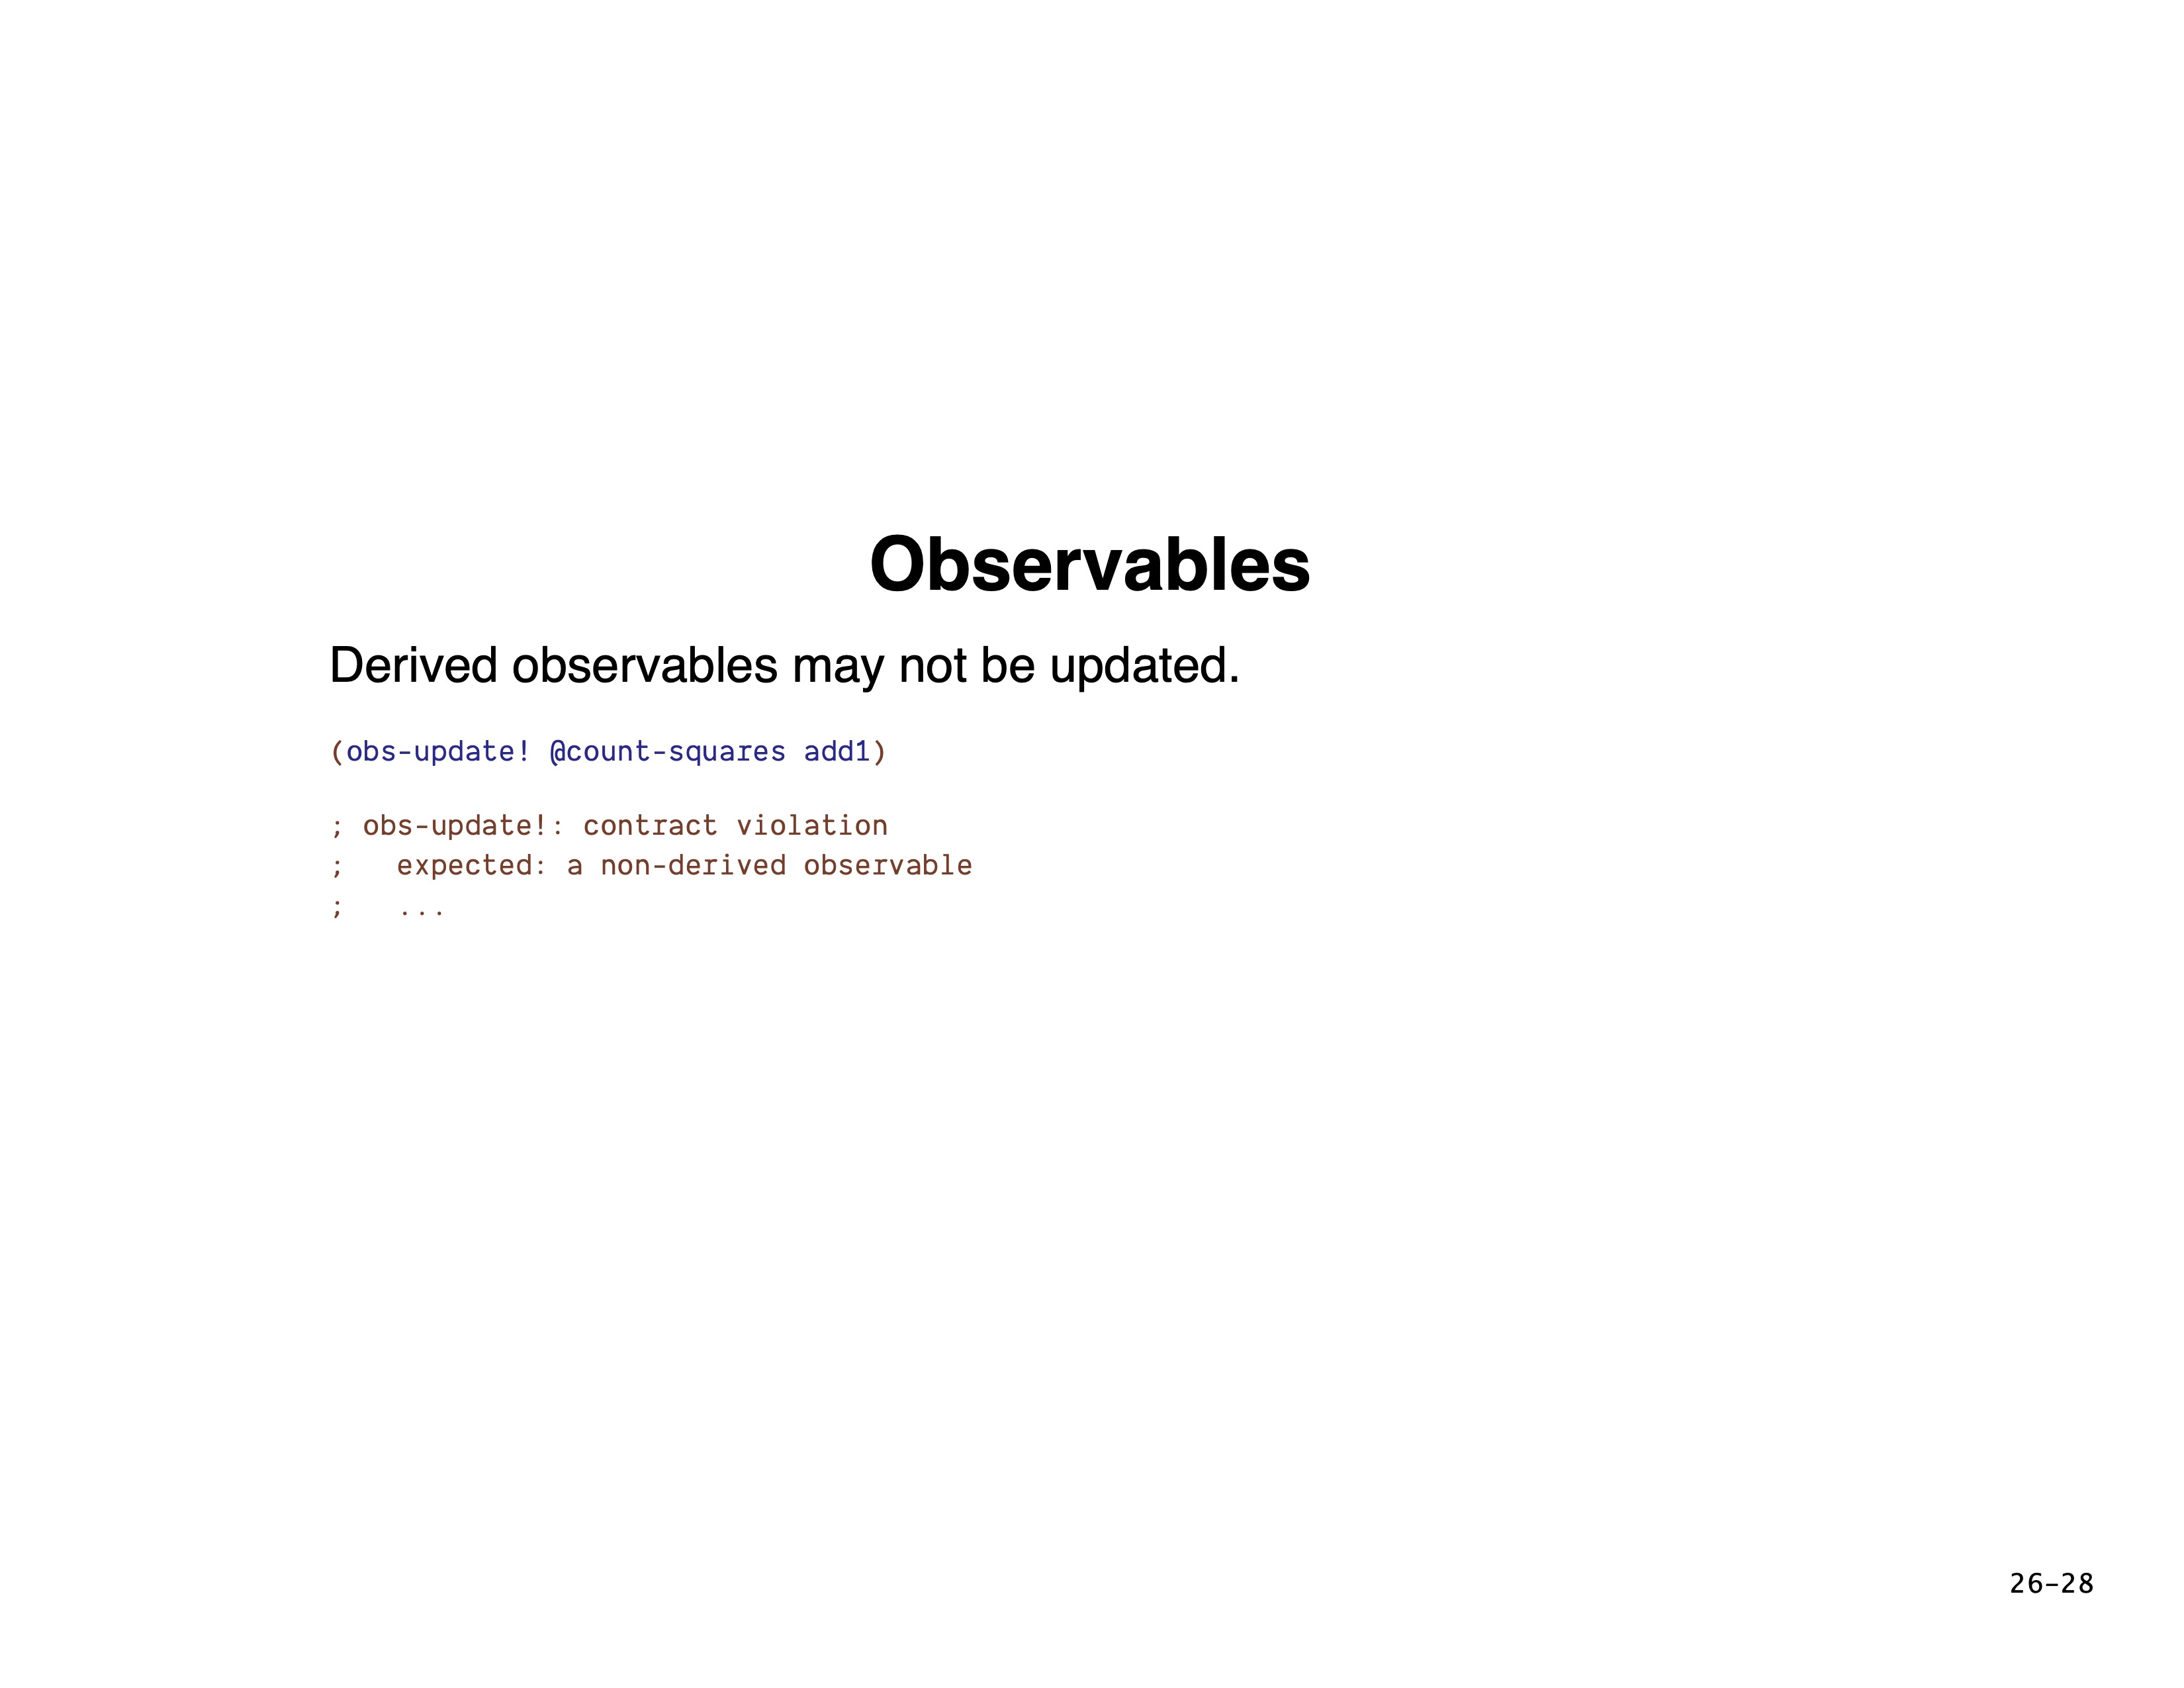 Observables
Derived observables may not be updated.
(obs-update! @count-squares add1)
; obs-update!: contract violation
;   expected: a non-derived observable
;   ...
26-28